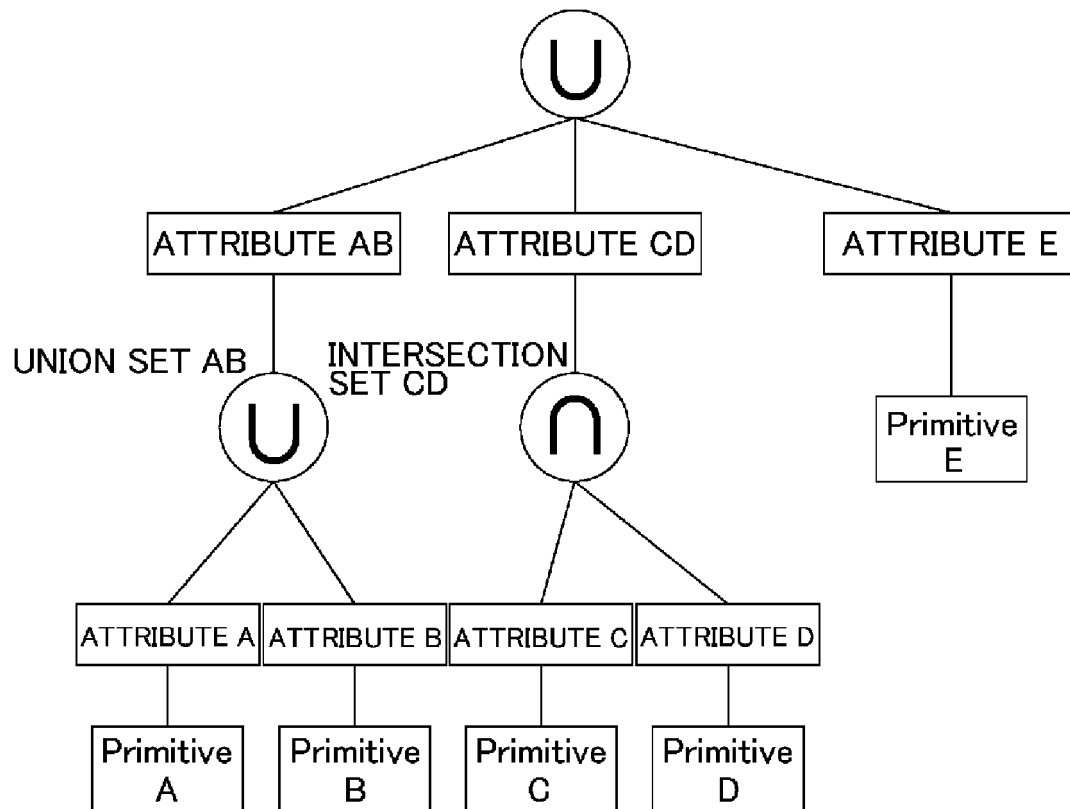 ∪
ATTRIBUTE AB
ATTRIBUTE CD
ATTRIBUTE E
UNION SET AB
INTERSECTION
SET CD
∪
∩
Primitive
E
ATTRIBUTE A
ATTRIBUTE B
ATTRIBUTE C
ATTRIBUTE D
Primitive
A
Primitive
B
Primitive
C
Primitive
D